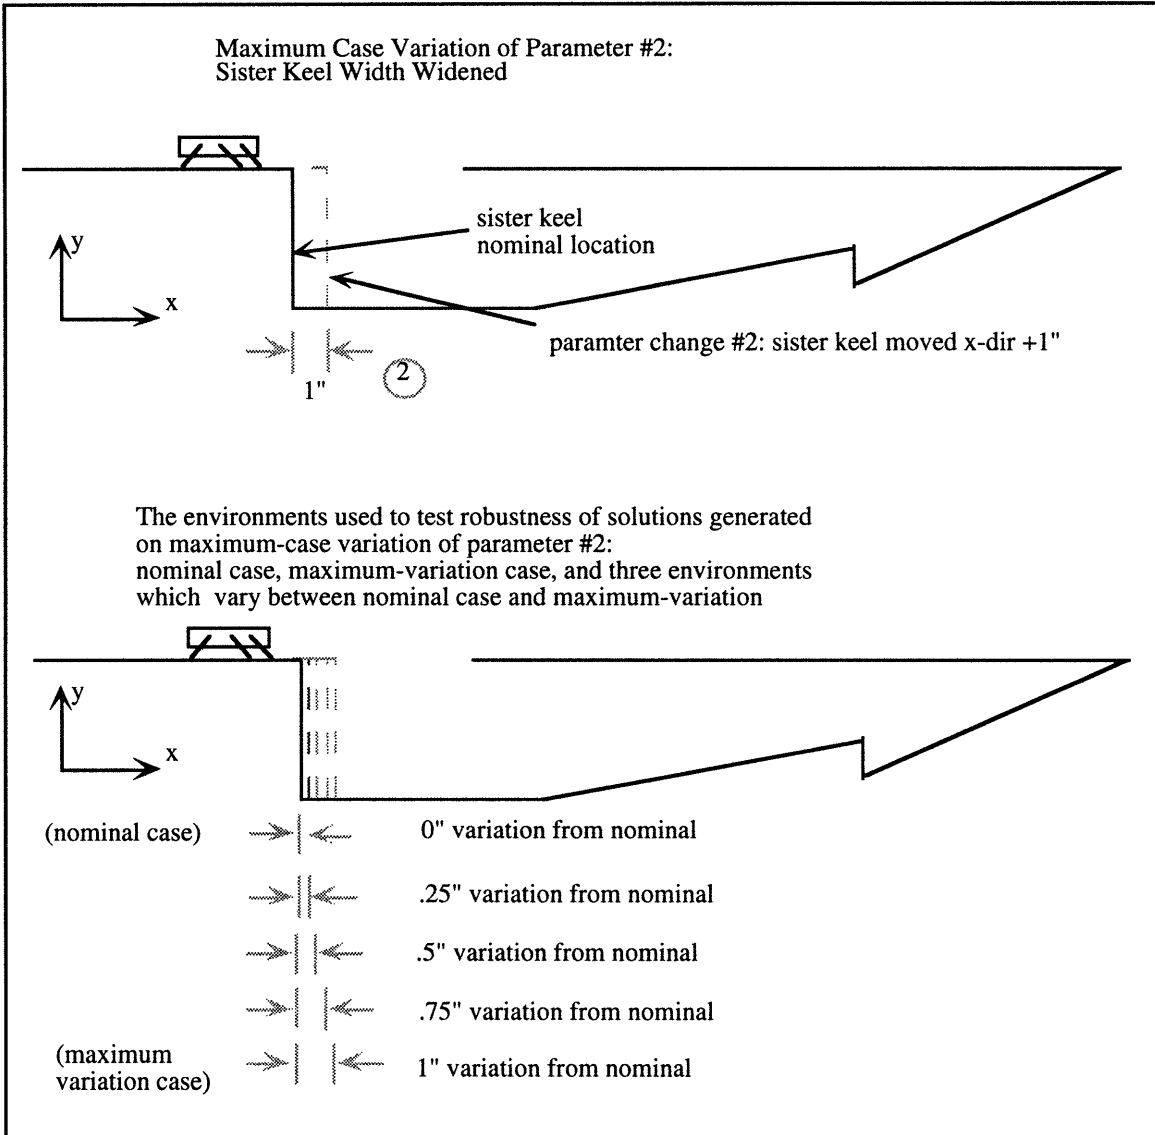 Maximum Case Variation of Parameter #2:
Sister Keel Width Widened
sister keel
nominal location
y
x
paramter change #2: sister keel moved x-dir +1"
1"
2
The environments used to test robustness of solutions generated
on maximum-case variation of parameter #2:
nominal case, maximum-variation case, and three environments
which vary between nominal case and maximum-variation
y
x
(nominal case)
0" variation from nominal
.25" variation from nominal
.5" variation from nominal
.75" variation from nominal
(maximum
variation case)
1" variation from nominal